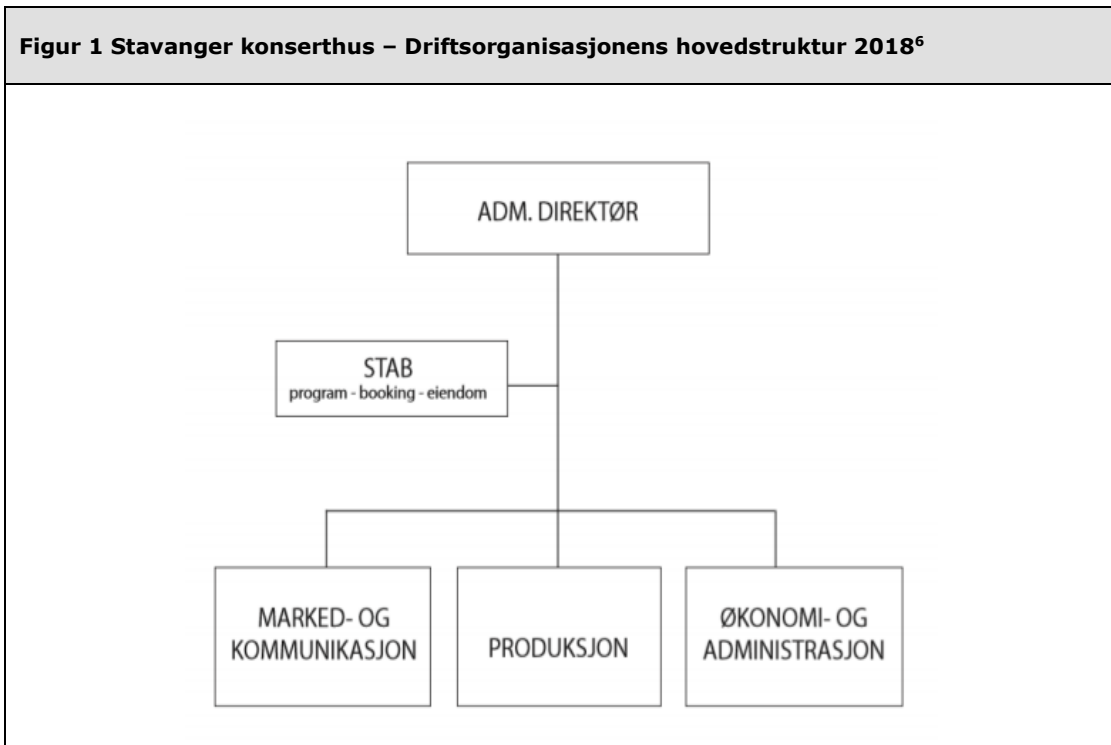 Figur 1 Stavanger konserthus – Driftsorganisasjonens hovedstruktur 2018⁶
ADM. DIREKTØR
STAB
program - booking - eiendom
MARKED- OG
KOMMUNIKASJON
PRODUKSJON
ØKONOMI- OG
ADMINISTRASJON